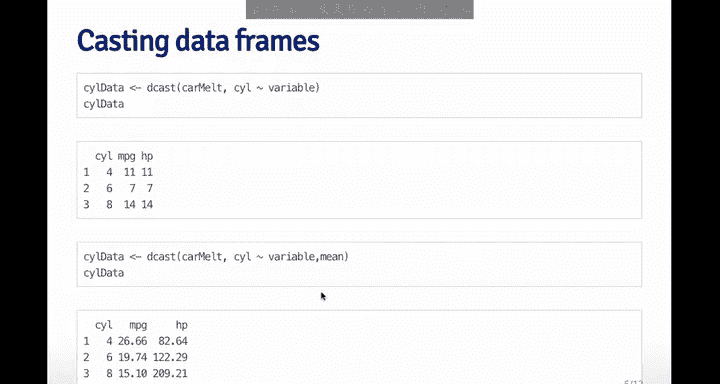 Casting data frames
cylData <- dcast(carMelt, cyl ~ variable)
cylData
cyl mpg hp
1 4 11 11
2 6 7 7
3 8 14 14
cylData <- dcast(carMelt, cyl ~ variable,mean)
cylData
cyl mpg hp
1 4 26.66 82.64
2 6 19.74 122.29
3 8 15.10 209.21